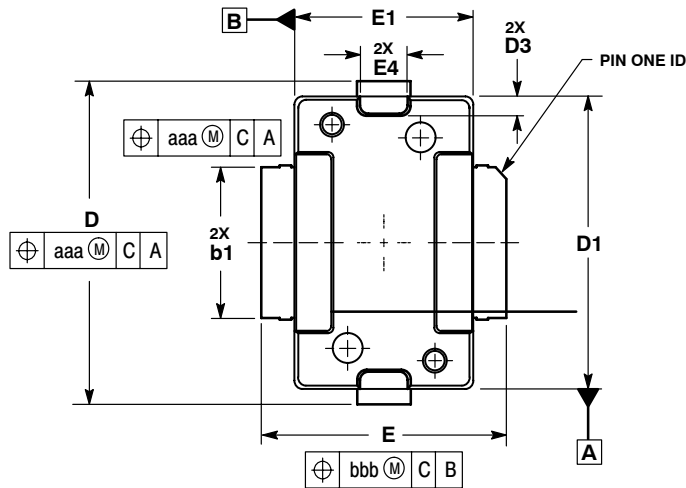 B
E1
2X
D3
2X
E4
PIN ONE ID
⌖ aaa Ⓜ C A
D
⌖ aaa Ⓜ C A
2X
b1
D1
E
⌖ bbb Ⓜ C B
A